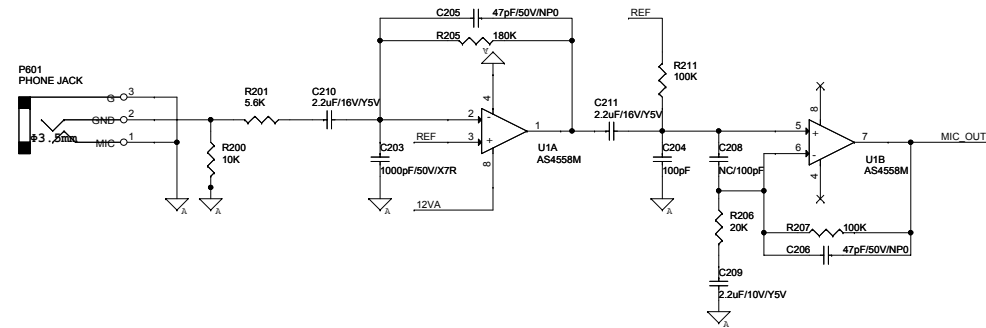 C205
47pF/50V/NP0
REF
R205
180K
A
P601
PHONE JACK
R211
100K
R201
5.6K
C210
2.2uF/16V/Y5V
C211
2.2uF/16V/Y5V
G
3
4
8
GND
2
2
-
1
5
+
7
MIC_OUT
Φ3.5mm
MIC
1
REF
3
+
U1A
AS4558M
6
-
U1B
AS4558M
R200
10K
C203
1000pF/50V/X7R
8
C204
100pF
C208
NC/100pF
4
A
A
A
12VA
A
R206
20K
R207
100K
C206
47pF/50V/NP0
C209
2.2uF/10V/Y5V
A